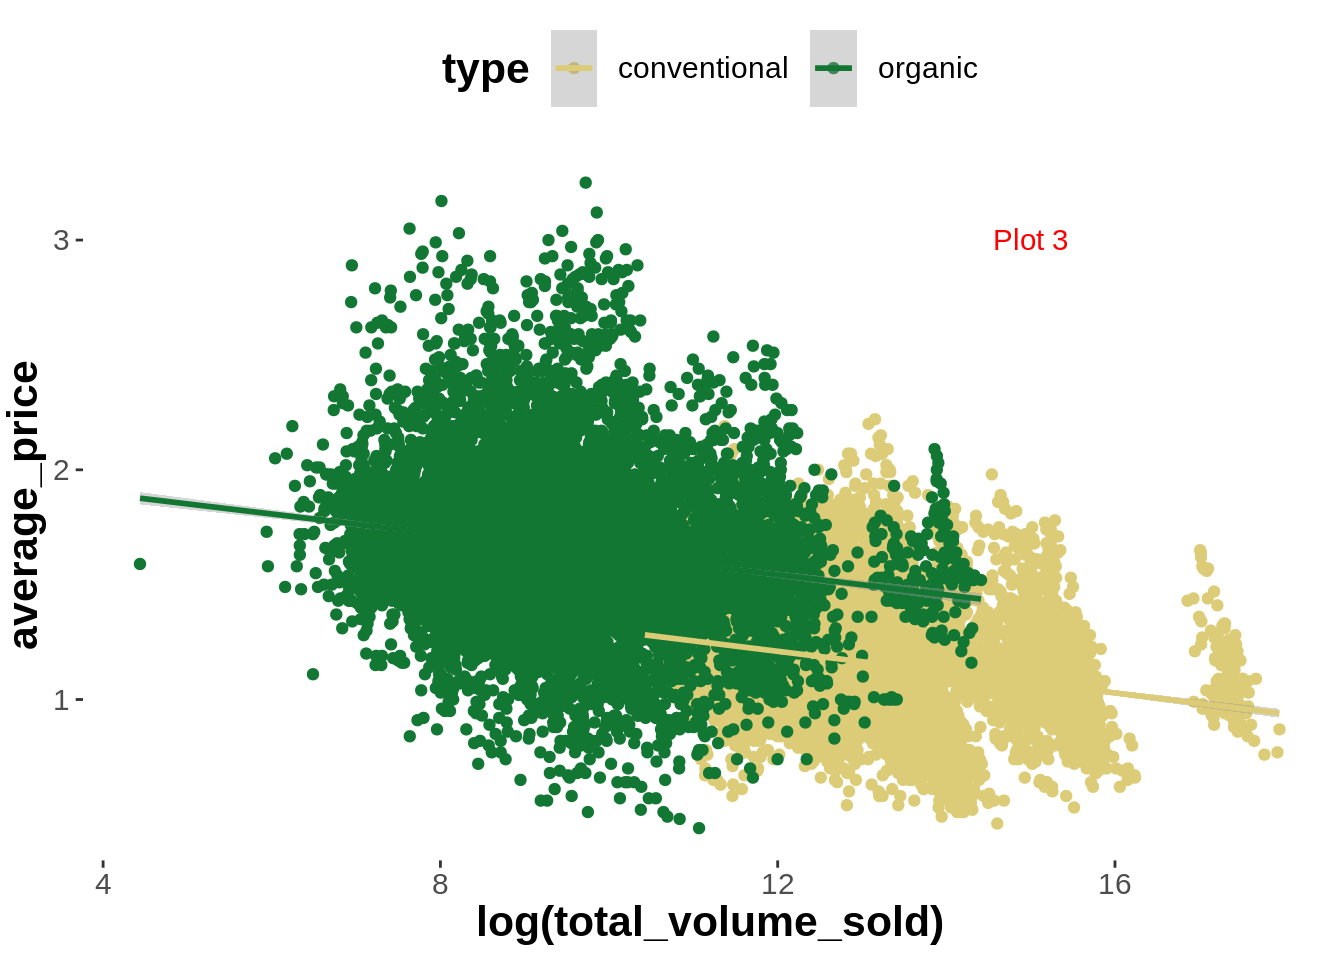 type conventional organic
Plot 3
average_price
3
2
1
4 8 12 16
log(total_volume_sold)